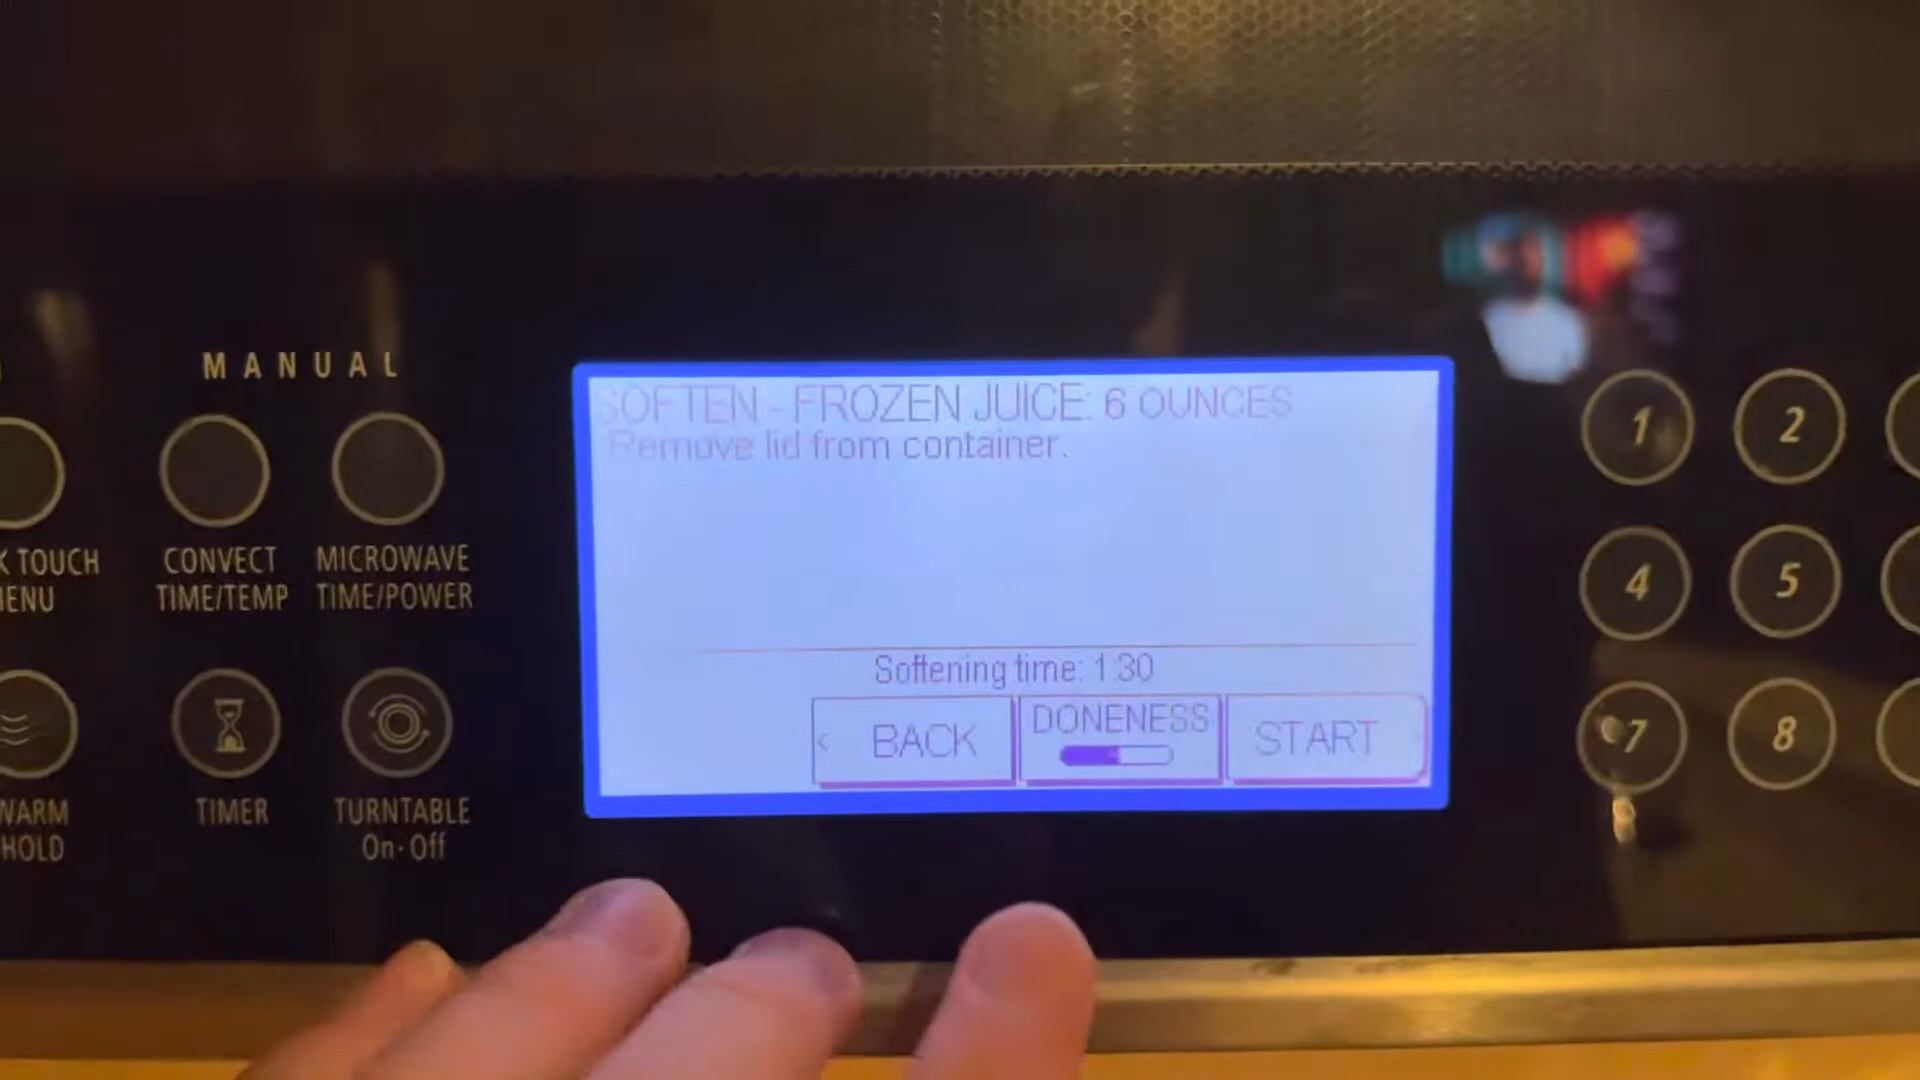 MANUAL
K TOUCH
ENU
CONVECT
TIME/TEMP
MICROWAVE
TIME/POWER
WARM
HOLD
TIMER
TURNTABLE
On·Off
SOFTEN - FROZEN JUICE: 6 OUNCES
Remove lid from container.
Softening time: 1:30
< BACK
DONENESS
START
1
2
4
5
7
8